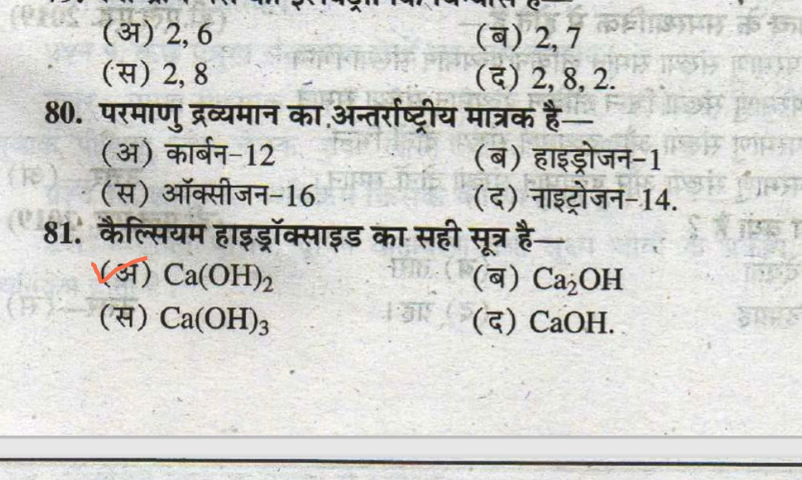 (अ) 2, 6 (ब) 2, 7
(स) 2, 8 (द) 2, 8, 2.
80. परमाणु द्रव्यमान का अन्तर्राष्ट्रीय मात्रक है—
(अ) कार्बन-12 (ब) हाइड्रोजन-1
(स) ऑक्सीजन-16 (द) नाइट्रोजन-14.
81. कैल्सियम हाइड्रॉक्साइड का सही सूत्र है—
(अ) Ca(OH)₂ (ब) Ca₂OH
(स) Ca(OH)₃ (द) CaOH.